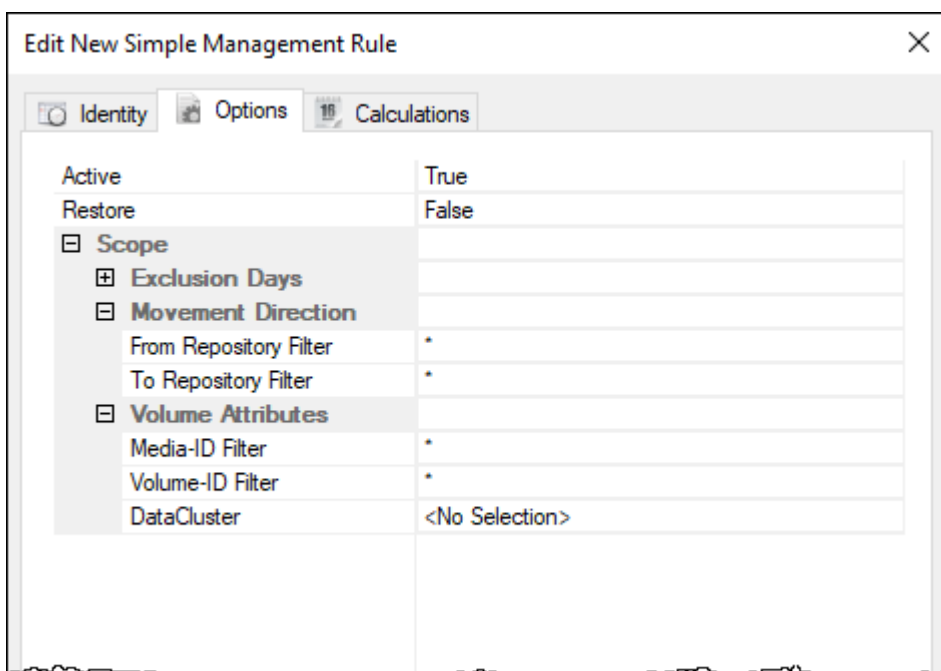 Edit New Simple Management Rule
Identity Options 16 Calculations
Active True
Restore False
Scope
Exclusion Days
Movement Direction
From Repository Filter *
To Repository Filter *
Volume Attributes
Media-ID Filter *
Volume-ID Filter *
DataCluster <No Selection>